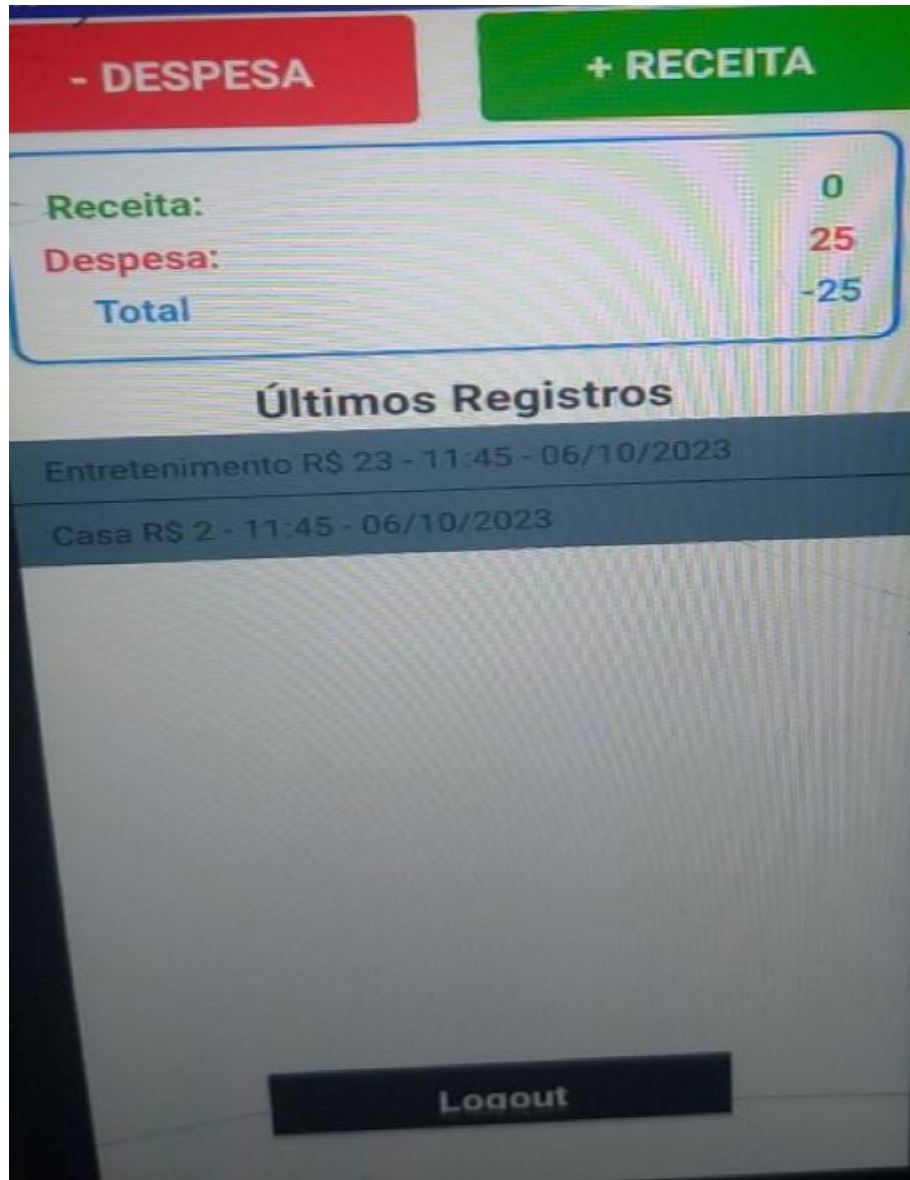 - DESPESA
+ RECEITA
Receita: 0
Despesa: 25
Total -25
Últimos Registros
Entretenimento R$ 23 - 11:45 - 06/10/2023
Casa R$ 2 - 11:45 - 06/10/2023
Logout